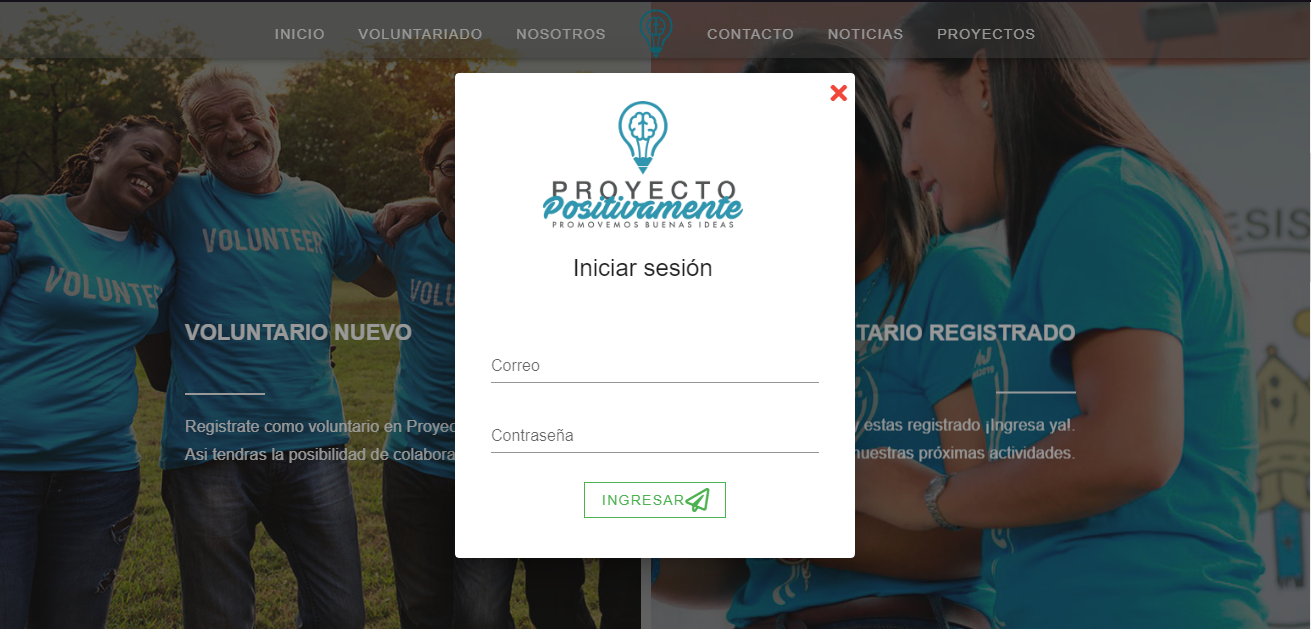 INICIO VOLUNTARIADO NOSOTROS CONTACTO NOTICIAS PROYECTOS
PROYECTO
Positivamente
PROMOVEMOS BUENAS IDEAS
Iniciar sesión
Correo
Contraseña
INGRESAR
VOLUNTEER
VOLUNTEE
VOLU
VOLUNTARIO NUEVO
Registrate como voluntario en Proyec
Asi tendras la posibilidad de colabora
TARIO REGISTRADO
estas registrado ¡Ingresa ya!.
nuestras próximas actividades.
ESIS